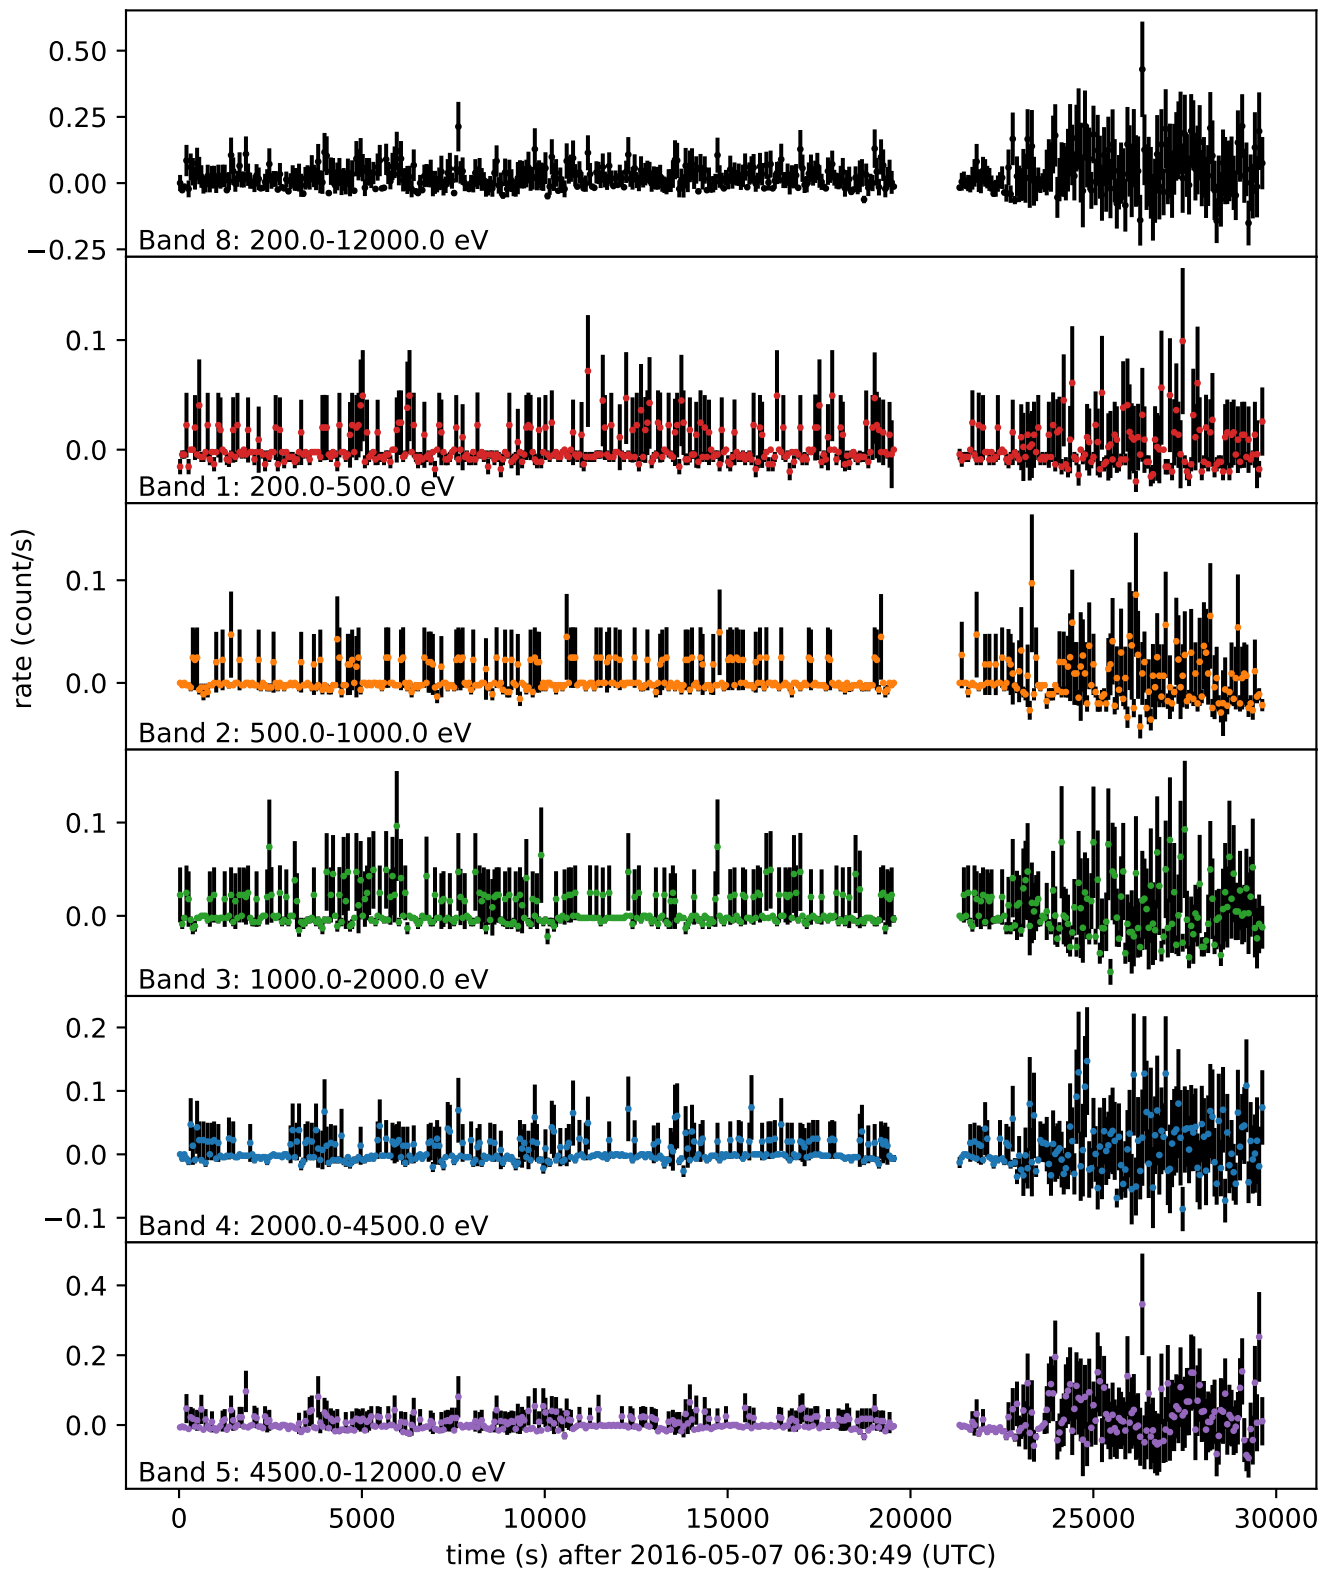 0.50
0.25
0.00
−0.25
Band 8: 200.0-12000.0 eV
0.1
0.0
Band 1: 200.0-500.0 eV
rate (count/s)
0.1
0.0
Band 2: 500.0-1000.0 eV
0.1
0.0
Band 3: 1000.0-2000.0 eV
0.2
0.1
0.0
−0.1
Band 4: 2000.0-4500.0 eV
0.4
0.2
0.0
Band 5: 4500.0-12000.0 eV
0 5000 10000 15000 20000 25000 30000
time (s) after 2016-05-07 06:30:49 (UTC)